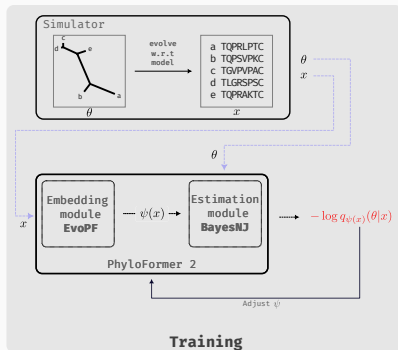 Simulator
c
d
e
b
a
θ
evolve
w.r.t
model
a TQPRLPTC
b TQPSVPKC
c TGVPVPAC
d TLGRSPSC
e TQPRAKTC
x
θ
x
θ
x
Embedding
module
EvoPF
ψ(x)
Estimation
module
BayesNJ
PhyloFormer 2
− log qψ(x)(θ|x)
Adjust ψ
Training